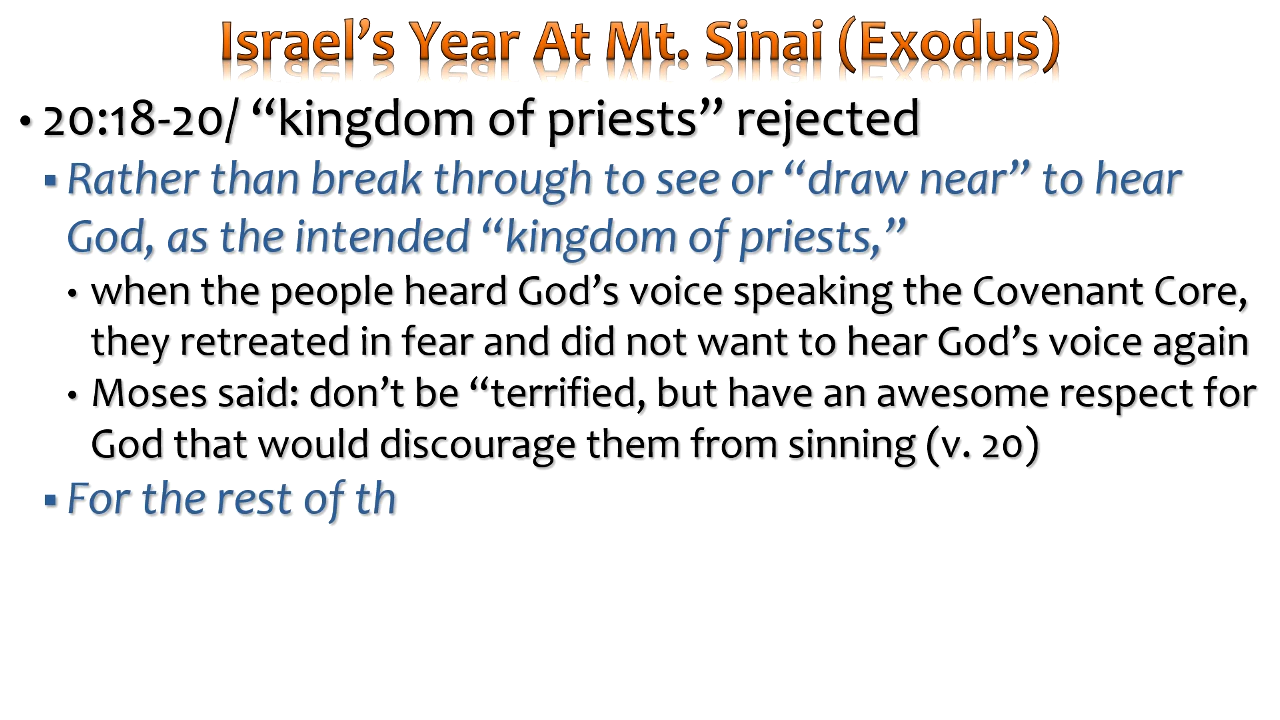 Israel’s Year At Mt. Sinai (Exodus)
• 20:18-20/ “kingdom of priests” rejected
▪ Rather than break through to see or “draw near” to hear
God, as the intended “kingdom of priests,”
• when the people heard God’s voice speaking the Covenant Core,
they retreated in fear and did not want to hear God’s voice again
• Moses said: don’t be “terrified, but have an awesome respect for
God that would discourage them from sinning (v. 20)
▪ For the rest of th